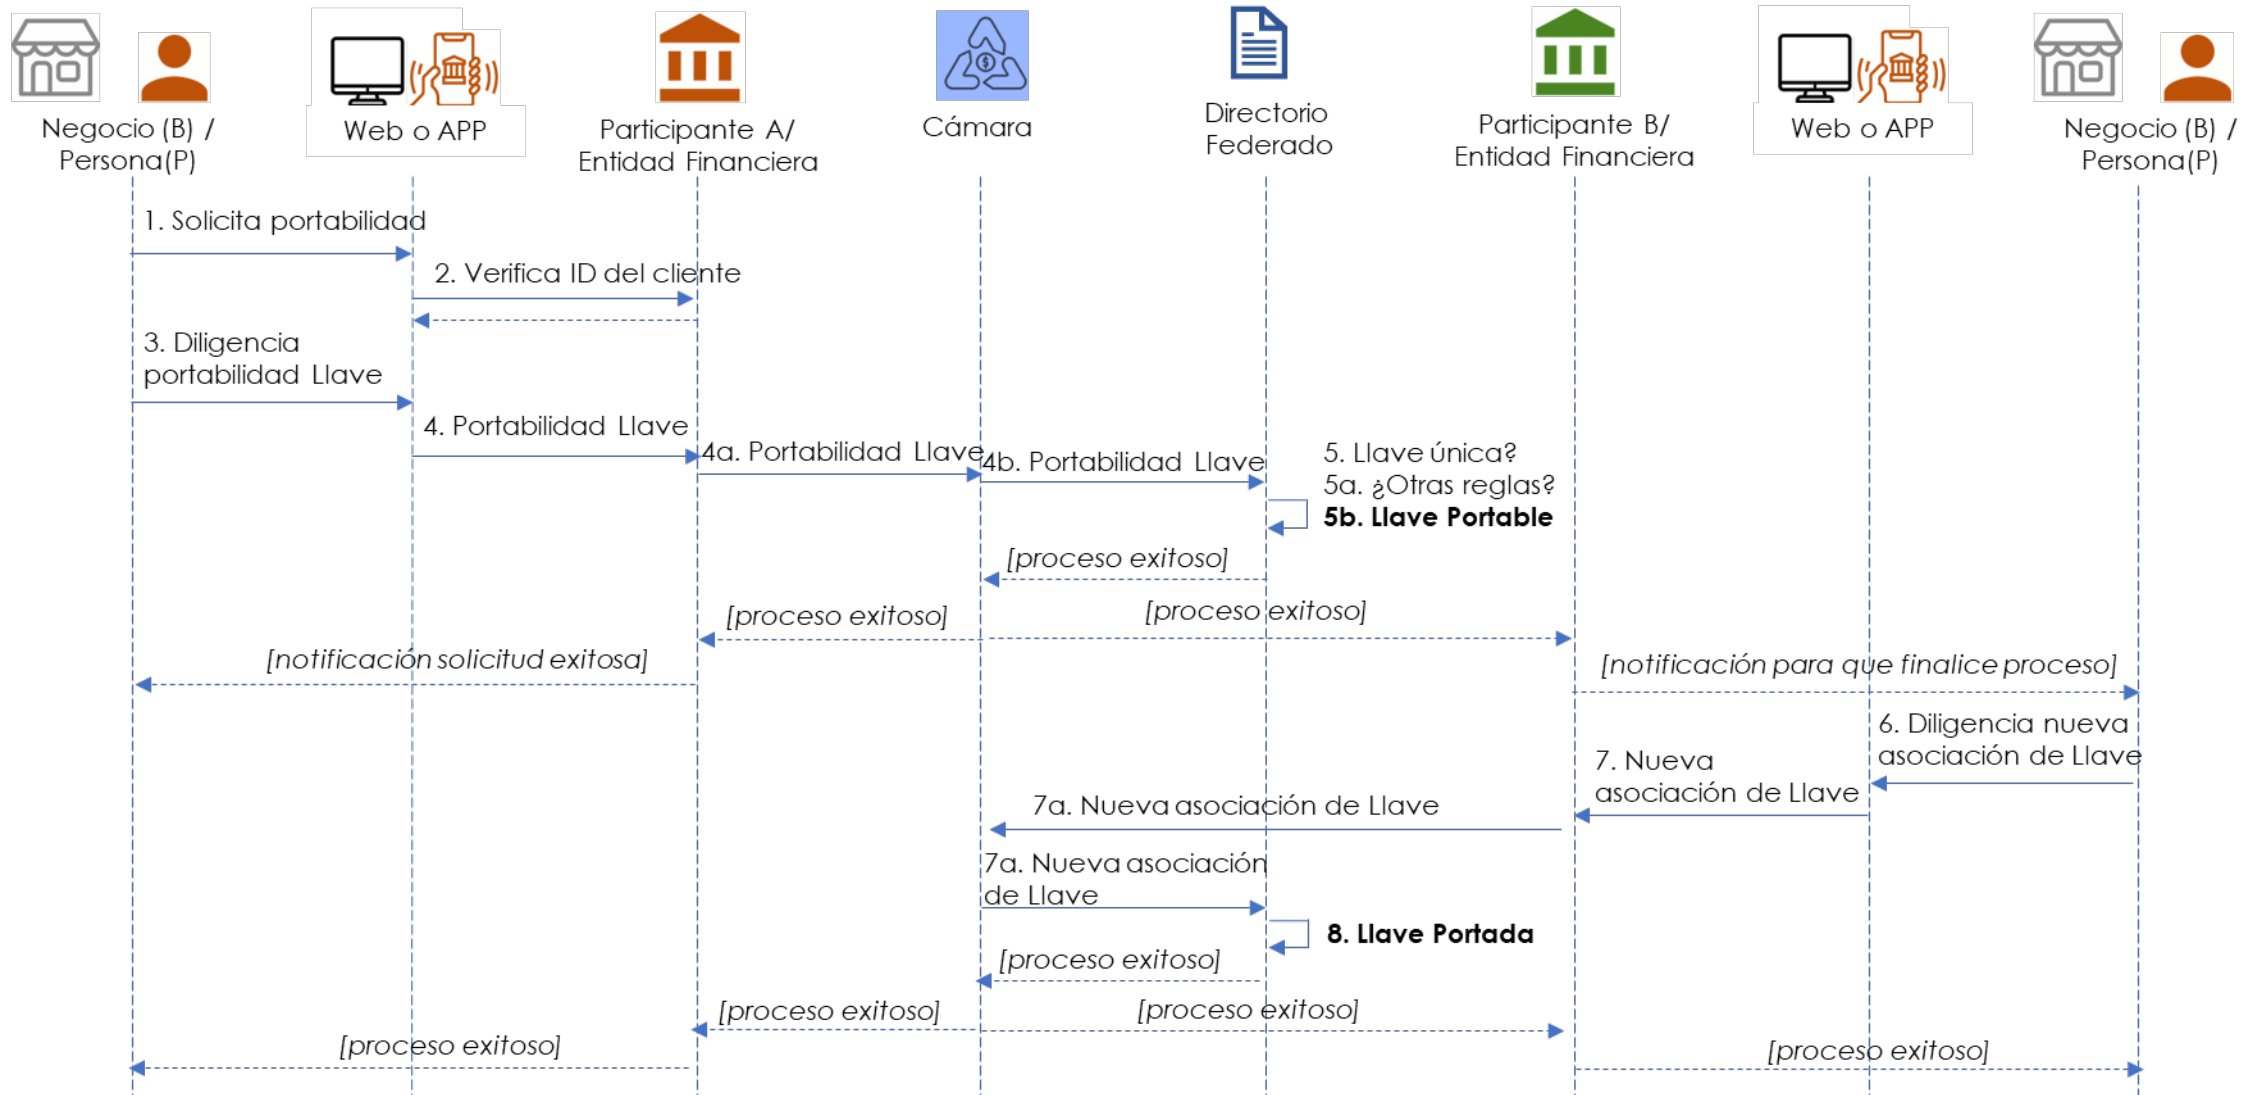 Negocio (B) /
Persona(P)
Web o APP
Participante A/
Entidad Financiera
Cámara
Directorio
Federado
Participante B/
Entidad Financiera
Web o APP
Negocio (B) /
Persona(P)
1. Solicita portabilidad
2. Verifica ID del cliente
3. Diligencia
portabilidad Llave
4. Portabilidad Llave
4a. Portabilidad Llave
4b. Portabilidad Llave
5. Llave única?
5a. ¿Otras reglas?
5b. Llave Portable
[proceso exitoso]
[proceso exitoso]
[proceso exitoso]
[notificación solicitud exitosa]
[notificación para que finalice proceso]
6. Diligencia nueva
asociación de Llave
7. Nueva
asociación de Llave
7a. Nueva asociación de Llave
7a. Nueva asociación
de Llave
8. Llave Portada
[proceso exitoso]
[proceso exitoso]
[proceso exitoso]
[proceso exitoso]
[proceso exitoso]